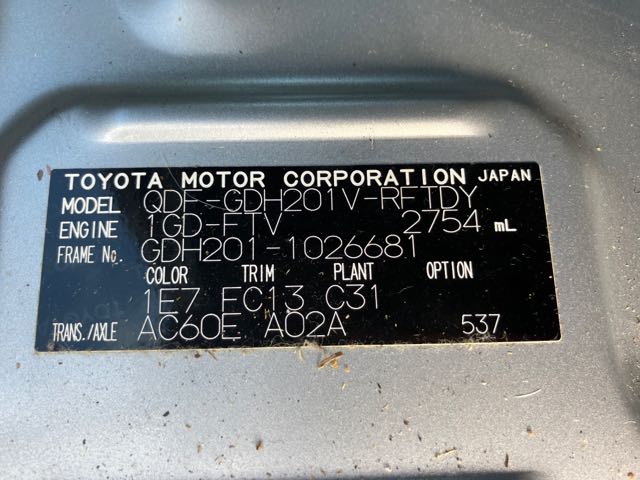 TOYOTA MOTOR CORPORATION JAPAN
MODEL QDF-GDH201V-RFTDY
ENGINE 1GD-FTV 2754 mL
FRAME No. GDH201-1026681
COLOR TRIM PLANT OPTION
1E7 FC13 C31
TRANS./AXLE AC60E A02A 537